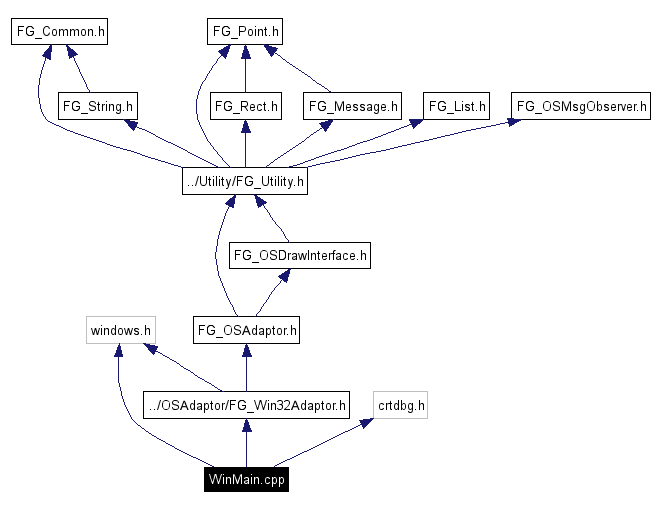 FG_Common.h
FG_Point.h
FG_String.h
FG_Rect.h
FG_Message.h
FG_List.h
FG_OSMsgObserver.h
../Utility/FG_Utility.h
FG_OSDrawInterface.h
windows.h
FG_OSAdaptor.h
../OSAdaptor/FG_Win32Adaptor.h
crtdbg.h
WinMain.cpp